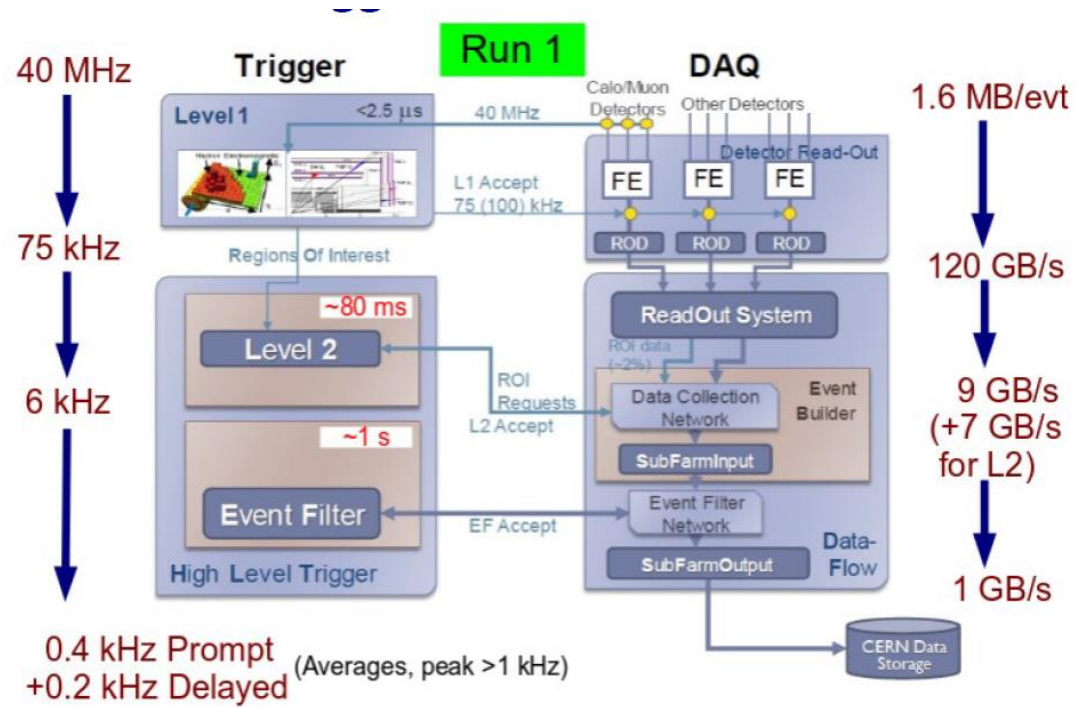 Run 1
Trigger
DAQ
40 MHz
75 kHz
6 kHz
0.4 kHz Prompt
+0.2 kHz Delayed
(Averages, peak >1 kHz)
Level 1
<2.5 μs
40 MHz
L1 Accept
75 (100) kHz
Regions Of Interest
~80 ms
Level 2
ROI
Requests
L2 Accept
~1 s
Event Filter
EF Accept
High Level Trigger
Calo/Muon
Detectors
Other Detectors
Detector Read-Out
FE
FE
FE
ROD
ROD
ROD
ReadOut System
ROI data
(~2%)
Data Collection
Network
Event
Builder
SubFarmInput
Event Filter
Network
SubFarmOutput
Data-
Flow
CERN Data
Storage
1.6 MB/evt
120 GB/s
9 GB/s
(+7 GB/s
for L2)
1 GB/s